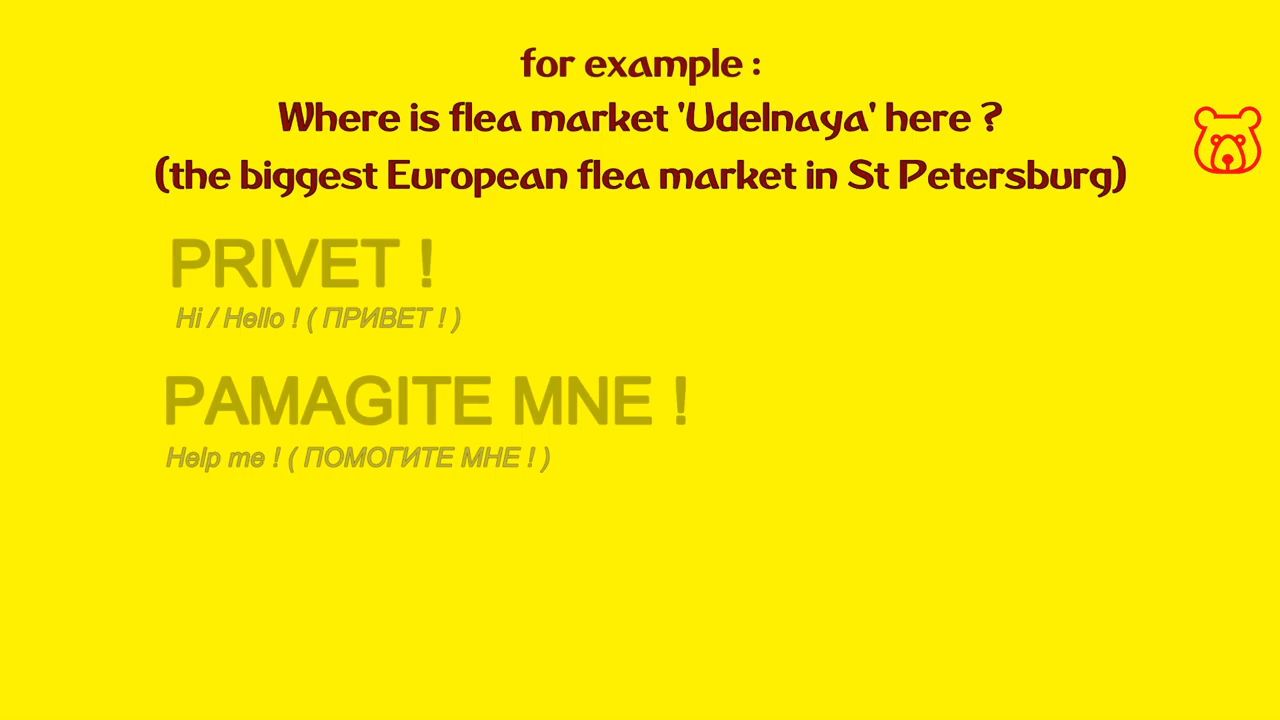 for example :
Where is flea market 'Udelnaya' here ?
(the biggest European flea market in St Petersburg)
PRIVET !
Hi / Hello ! ( ПРИВЕТ ! )
PAMAGITE MNE !
Help me ! ( ПОМОГИТЕ МНЕ ! )